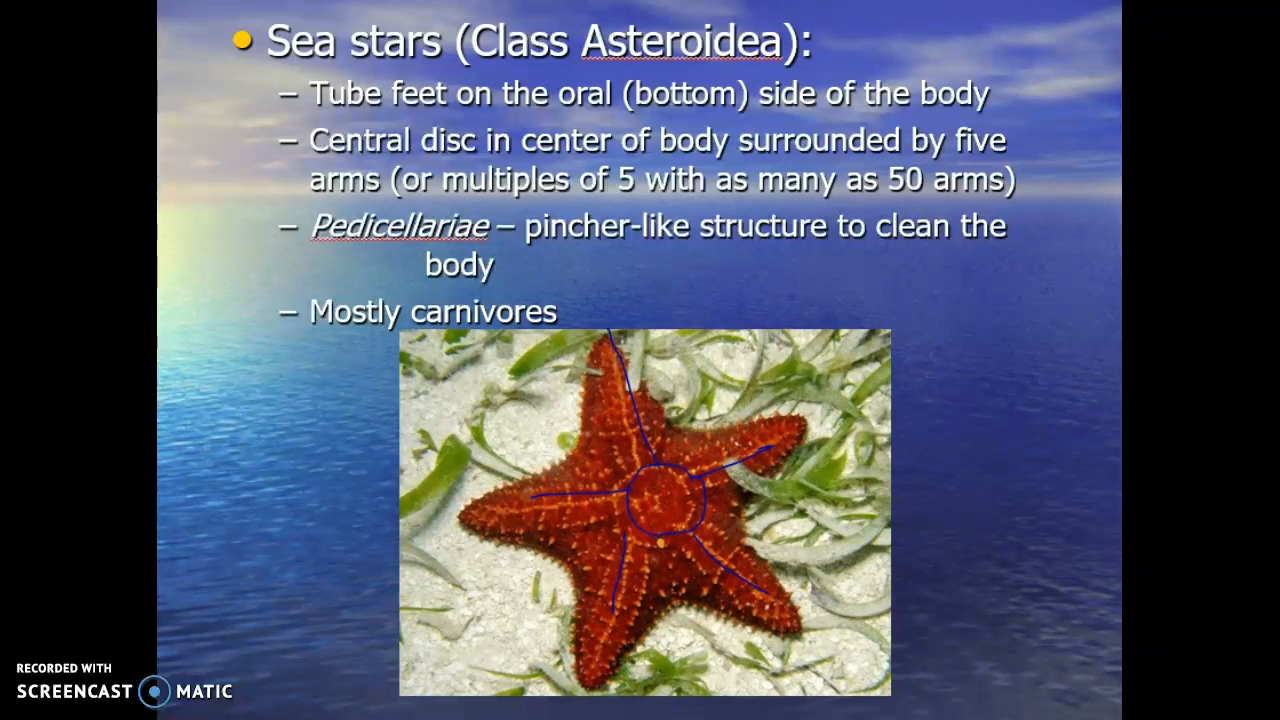 Sea stars (Class Asteroidea):
– Tube feet on the oral (bottom) side of the body
– Central disc in center of body surrounded by five
arms (or multiples of 5 with as many as 50 arms)
– Pedicellariae – pincher-like structure to clean the
body
– Mostly carnivores
RECORDED WITH
SCREENCAST MATIC